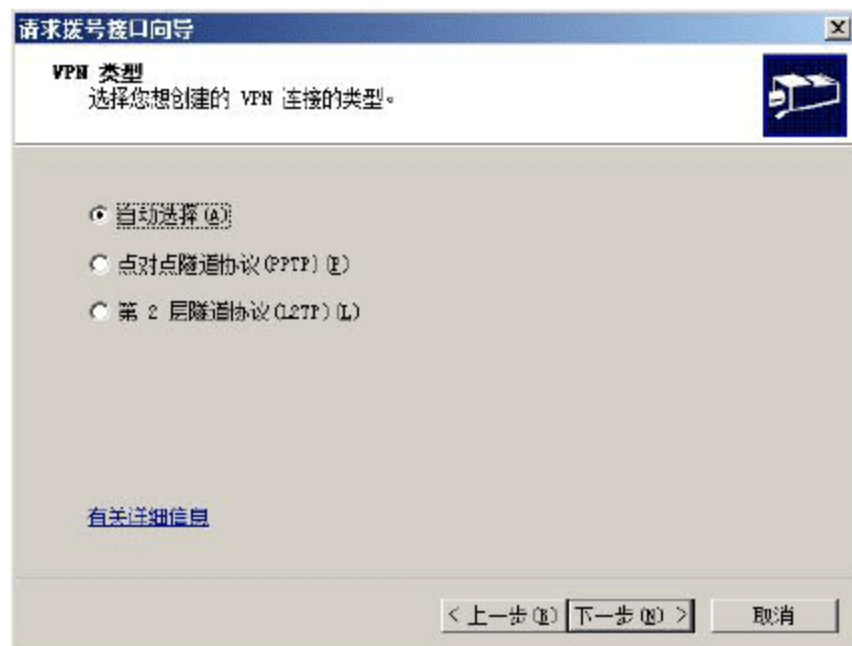 请求拨号接口向导
VPN 类型
选择您想创建的 VPN 连接的类型。
自动选择(A)
点对点隧道协议(PPTP)(P)
第 2 层隧道协议(L2TP)(L)
有关详细信息
< 上一步(B) 下一步(N) > 取消